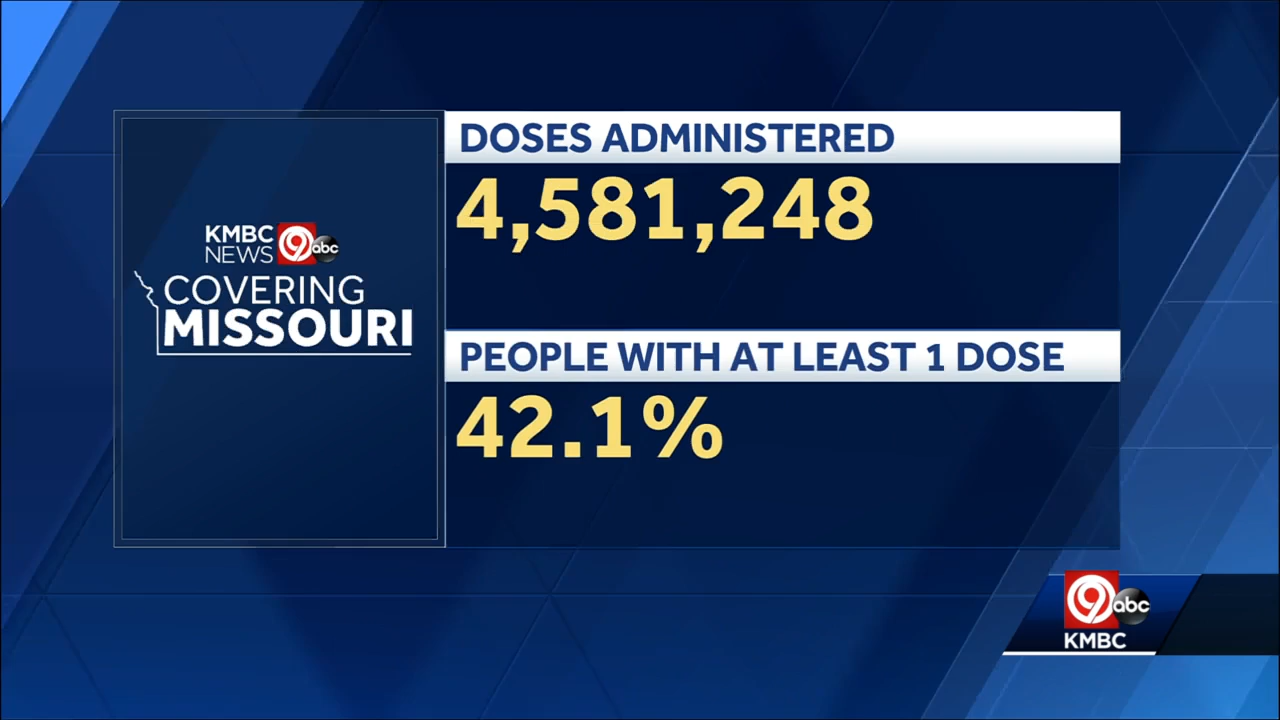 KMBC
NEWS 9 abc
COVERING
MISSOURI
DOSES ADMINISTERED
4,581,248
PEOPLE WITH AT LEAST 1 DOSE
42.1%
9 abc
KMBC